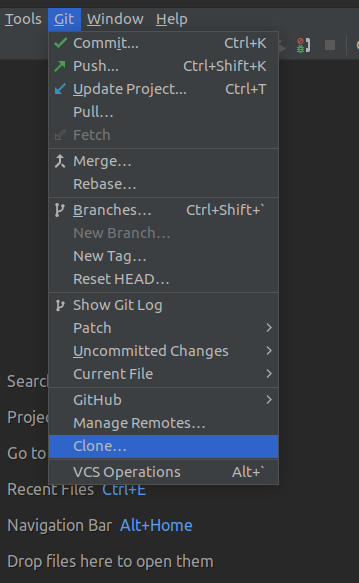 Tools Git Window Help
Commit... Ctrl+K
Push... Ctrl+Shift+K
Update Project... Ctrl+T
Pull...
Fetch
Merge...
Rebase...
Branches... Ctrl+Shift+`
New Branch...
New Tag...
Reset HEAD...
Show Git Log
Patch
Uncommitted Changes
Current File
GitHub
Manage Remotes...
Clone...
VCS Operations Alt+`
Searc
Projec
Go to
Recent Files Ctrl+E
Navigation Bar Alt+Home
Drop files here to open them